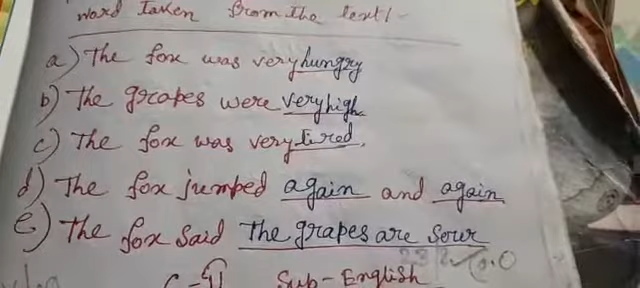 word Taken from the text/-
a) The fox was very hungry
b) The grapes were very high
c) The fox was very tired.
d) The fox jumped again and again
e) The fox said The grapes are sour
Sub - English